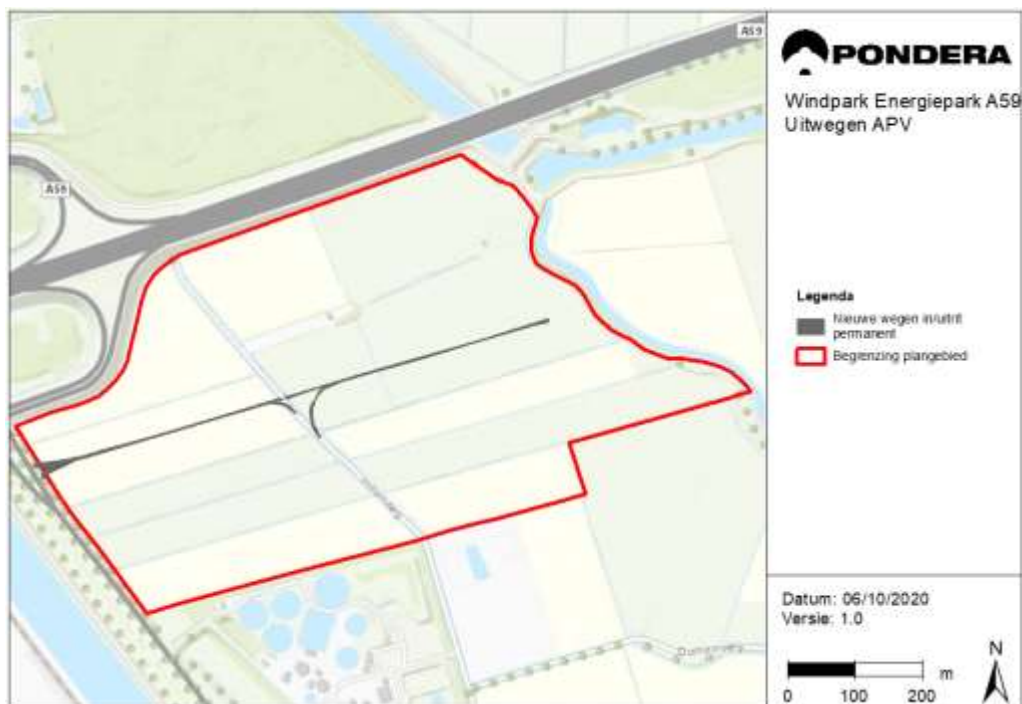 A59
A59
PONDERA
Windpark Energiepark A59
Uitwegen APV
Legenda
Nieuwe wegen in/uitrit
permanent
Begrenzing plangebied
Datum: 06/10/2020
Versie: 1.0
N
m
0 100 200